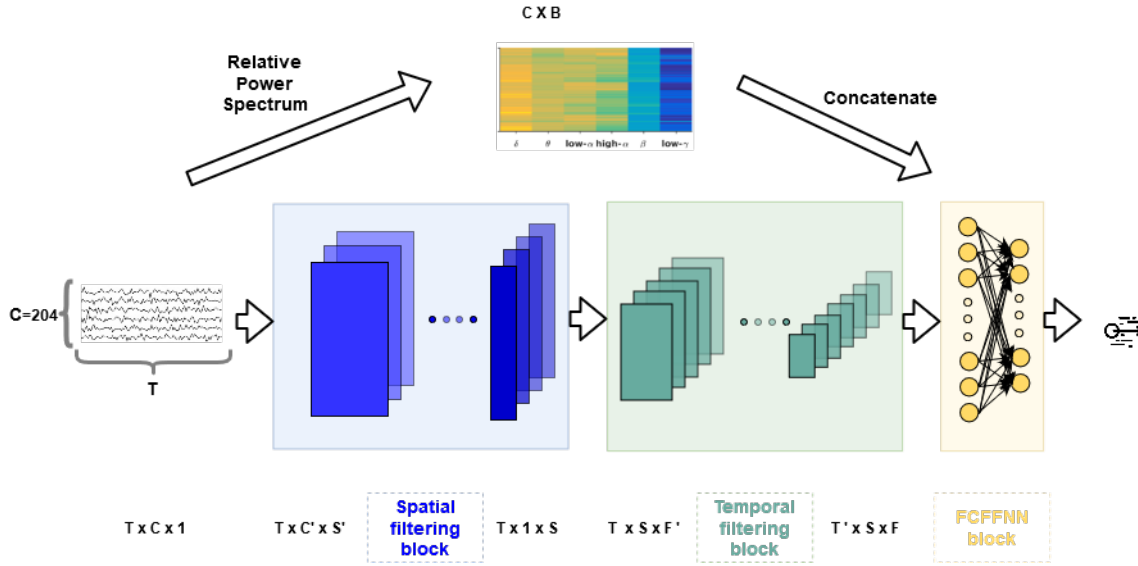 C X B
Relative
Power
Spectrum
Concatenate
δ θ low-α high-α β low-γ
C=204
T
T x C x 1
T x C' x S'
Spatial
filtering
block
T x 1 x S
T x S x F'
Temporal
filtering
block
T' x S x F
FCFFNN
block